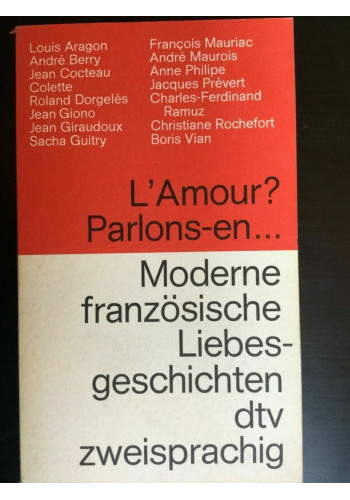 Louis Aragon
André Berry
Jean Cocteau
Colette
Roland Dorgelès
Jean Giono
Jean Giraudoux
Sacha Guitry
François Mauriac
André Maurois
Anne Philipe
Jacques Prévert
Charles-Ferdinand
Ramuz
Christiane Rochefort
Boris Vian
L'Amour?
Parlons-en...
Moderne
französische
Liebes-
geschichten
dtv
zweisprachig